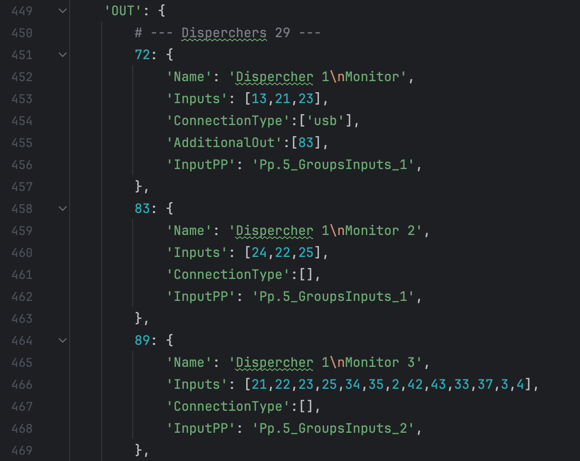 449 'OUT': {
450 # --- Disperchers 29 ---
451 72: {
452 'Name': 'Dispercher 1\nMonitor',
453 'Inputs': [13,21,23],
454 'ConnectionType':['usb'],
455 'AdditionalOut':[83],
456 'InputPP': 'Pp.5_GroupsInputs_1',
457 },
458 83: {
459 'Name': 'Dispercher 1\nMonitor 2',
460 'Inputs': [24,22,25],
461 'ConnectionType':[],
462 'InputPP': 'Pp.5_GroupsInputs_1',
463 },
464 89: {
465 'Name': 'Dispercher 1\nMonitor 3',
466 'Inputs': [21,22,23,25,34,35,2,42,43,33,37,3,4],
467 'ConnectionType':[],
468 'InputPP': 'Pp.5_GroupsInputs_2',
469 },